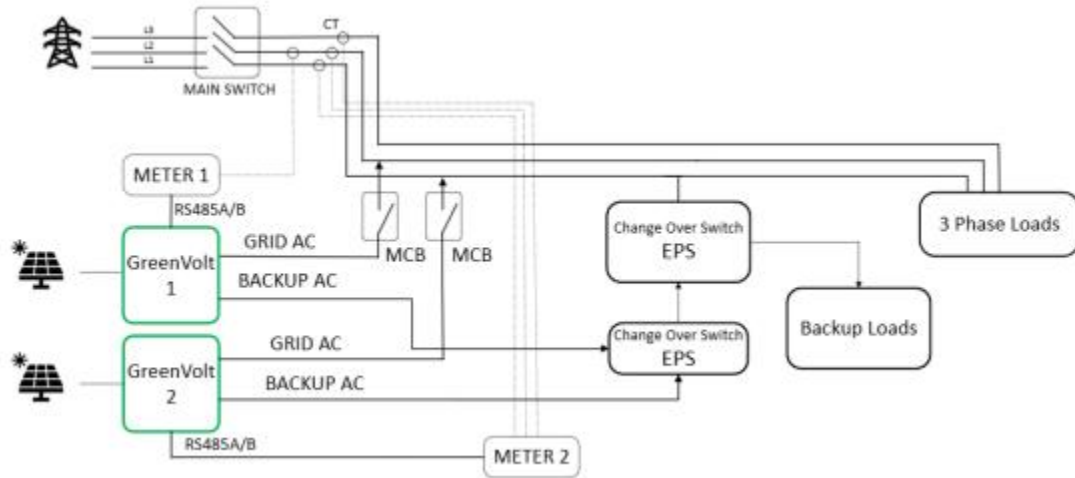 L3
L2
L1
CT
MAIN SWITCH
METER 1
RS485A/B
GRID AC
MCB
MCB
Change Over Switch
EPS
3 Phase Loads
GreenVolt
1
BACKUP AC
Backup Loads
GRID AC
Change Over Switch
EPS
GreenVolt
2
BACKUP AC
RS485A/B
METER 2